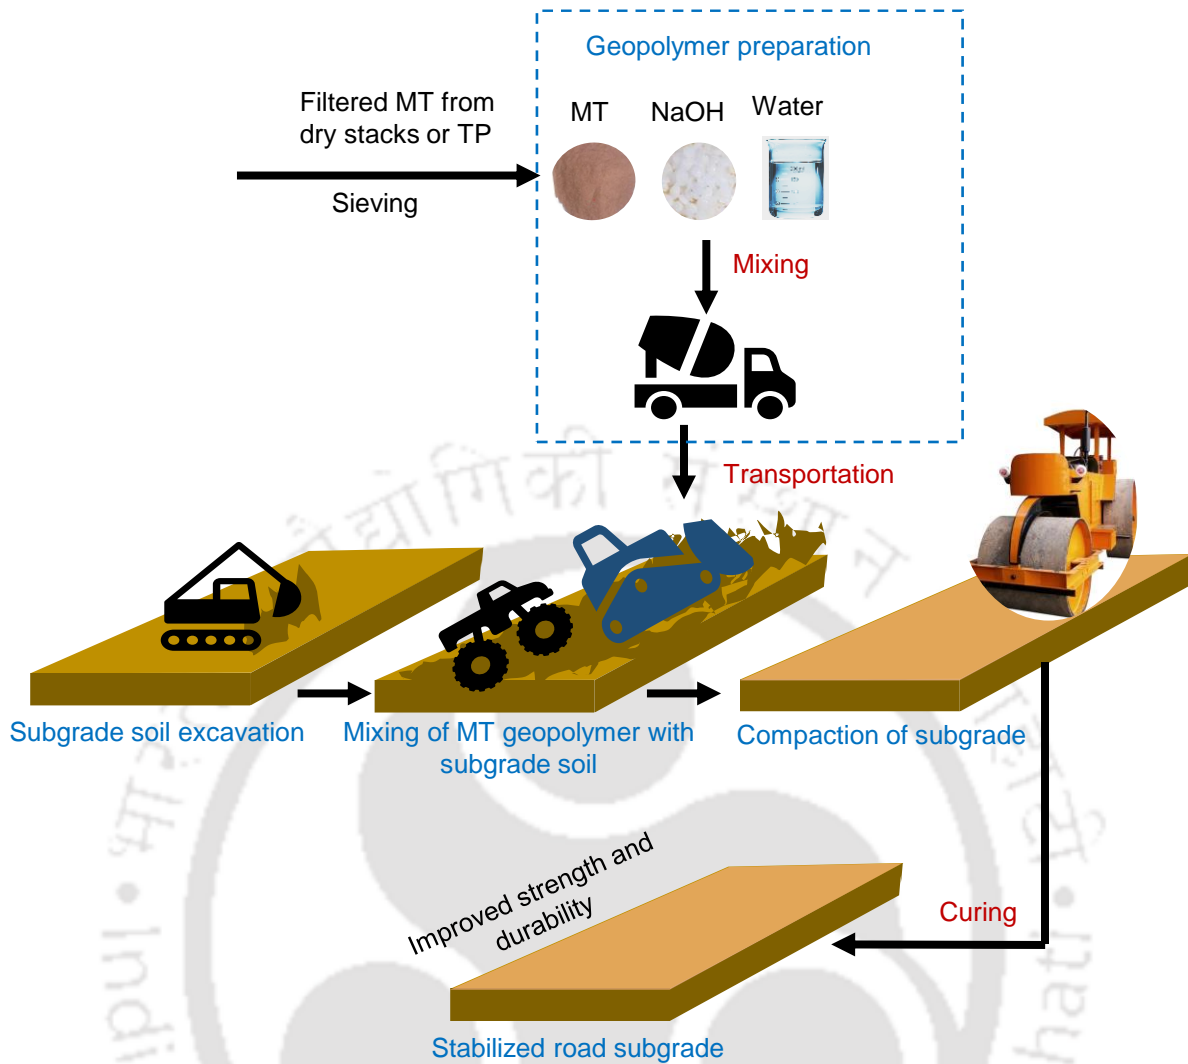 Geopolymer preparation
Filtered MT from
dry stacks or TP
Sieving
MT
NaOH
Water
Mixing
Transportation
Subgrade soil excavation
Mixing of MT geopolymer with
subgrade soil
Compaction of subgrade
Improved strength and
durability
Curing
Stabilized road subgrade